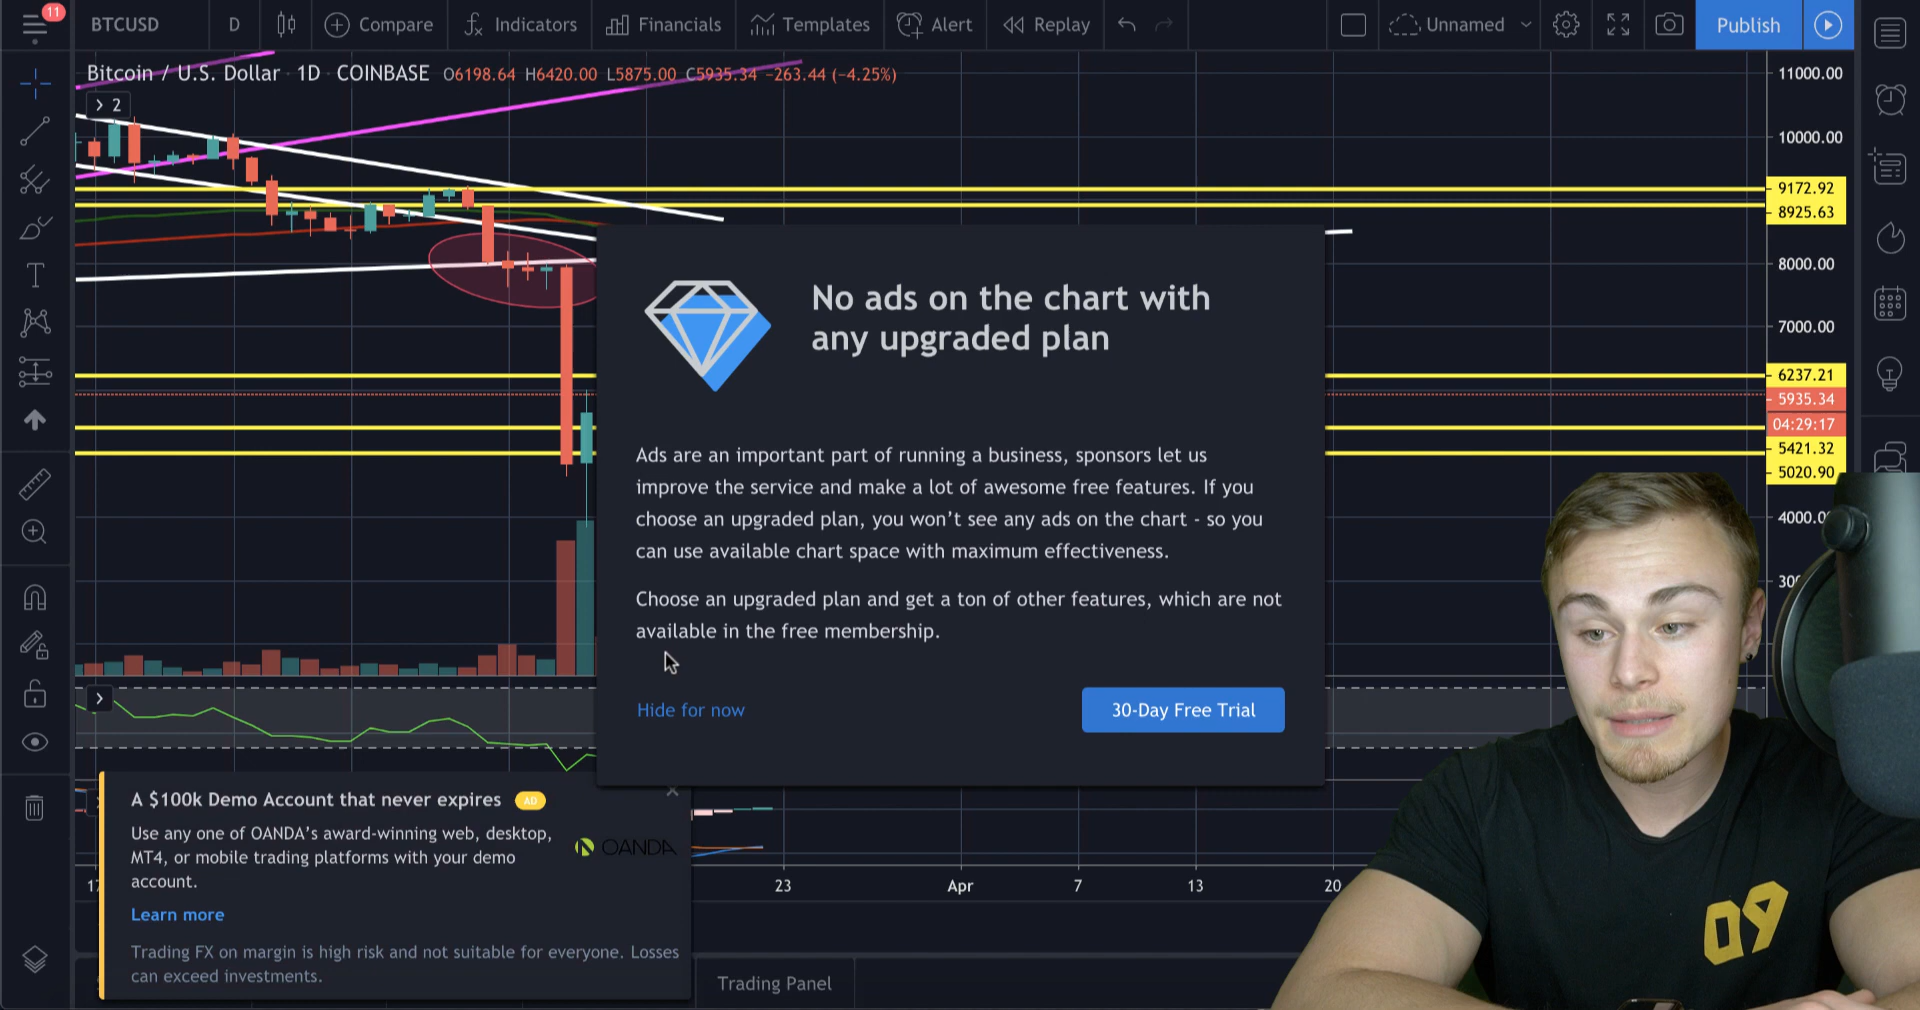 11
BTCUSD
D
Compare
Indicators
Financials
Templates
Alert
Replay
Unnamed
Publish
Bitcoin / U.S. Dollar 1D COINBASE O6198.64 H6420.00 L5875.00 C5935.34 −263.44 (−4.25%)
2
11000.00
10000.00
9172.92
8925.63
8000.00
7000.00
6237.21
5935.34
04:29:17
5421.32
5020.90
No ads on the chart with
any upgraded plan
Ads are an important part of running a business, sponsors let us
improve the service and make a lot of awesome free features. If you
choose an upgraded plan, you won’t see any ads on the chart - so you
can use available chart space with maximum effectiveness.
Choose an upgraded plan and get a ton of other features, which are not
available in the free membership.
Hide for now
30-Day Free Trial
A $100k Demo Account that never expires AD
Use any one of OANDA’s award-winning web, desktop,
MT4, or mobile trading platforms with your demo
account.
OANDA
Learn more
Trading FX on margin is high risk and not suitable for everyone. Losses
can exceed investments.
23
Apr
7
13
20
Trading Panel
09